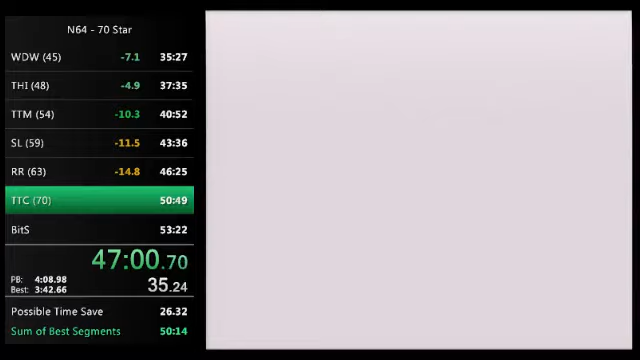 N64 - 70 Star
WDW (45) -7.1 35:27
THI (48) -4.9 37:35
TTM (54) -10.3 40:52
SL (59) -11.5 43:36
RR (63) -14.8 46:25
TTC (70) 50:49
BitS 53:22
47:00.70
PB: 4:08.98
Best: 3:42.66
35.24
Possible Time Save 26.32
Sum of Best Segments 50:14